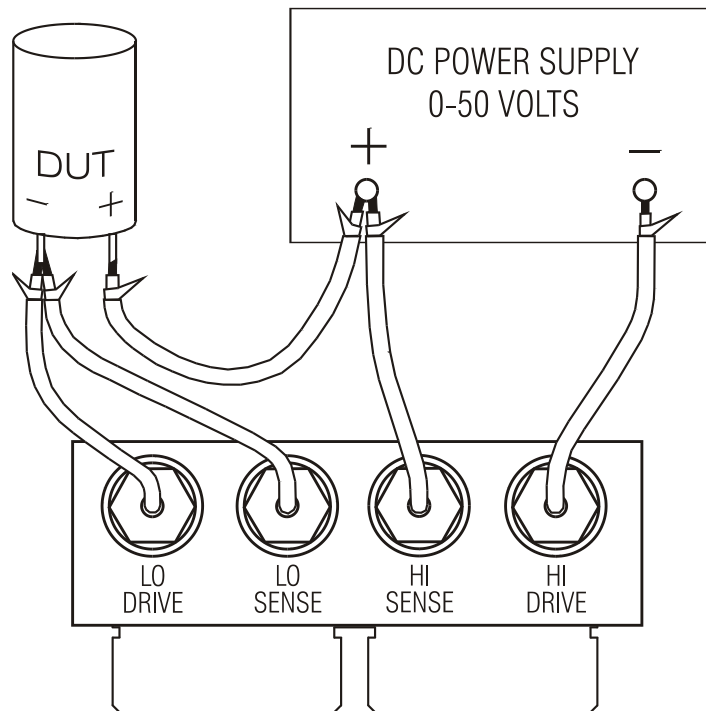 DC POWER SUPPLY
0-50 VOLTS
+
−
DUT
− +
LO
DRIVE
LO
SENSE
HI
SENSE
HI
DRIVE